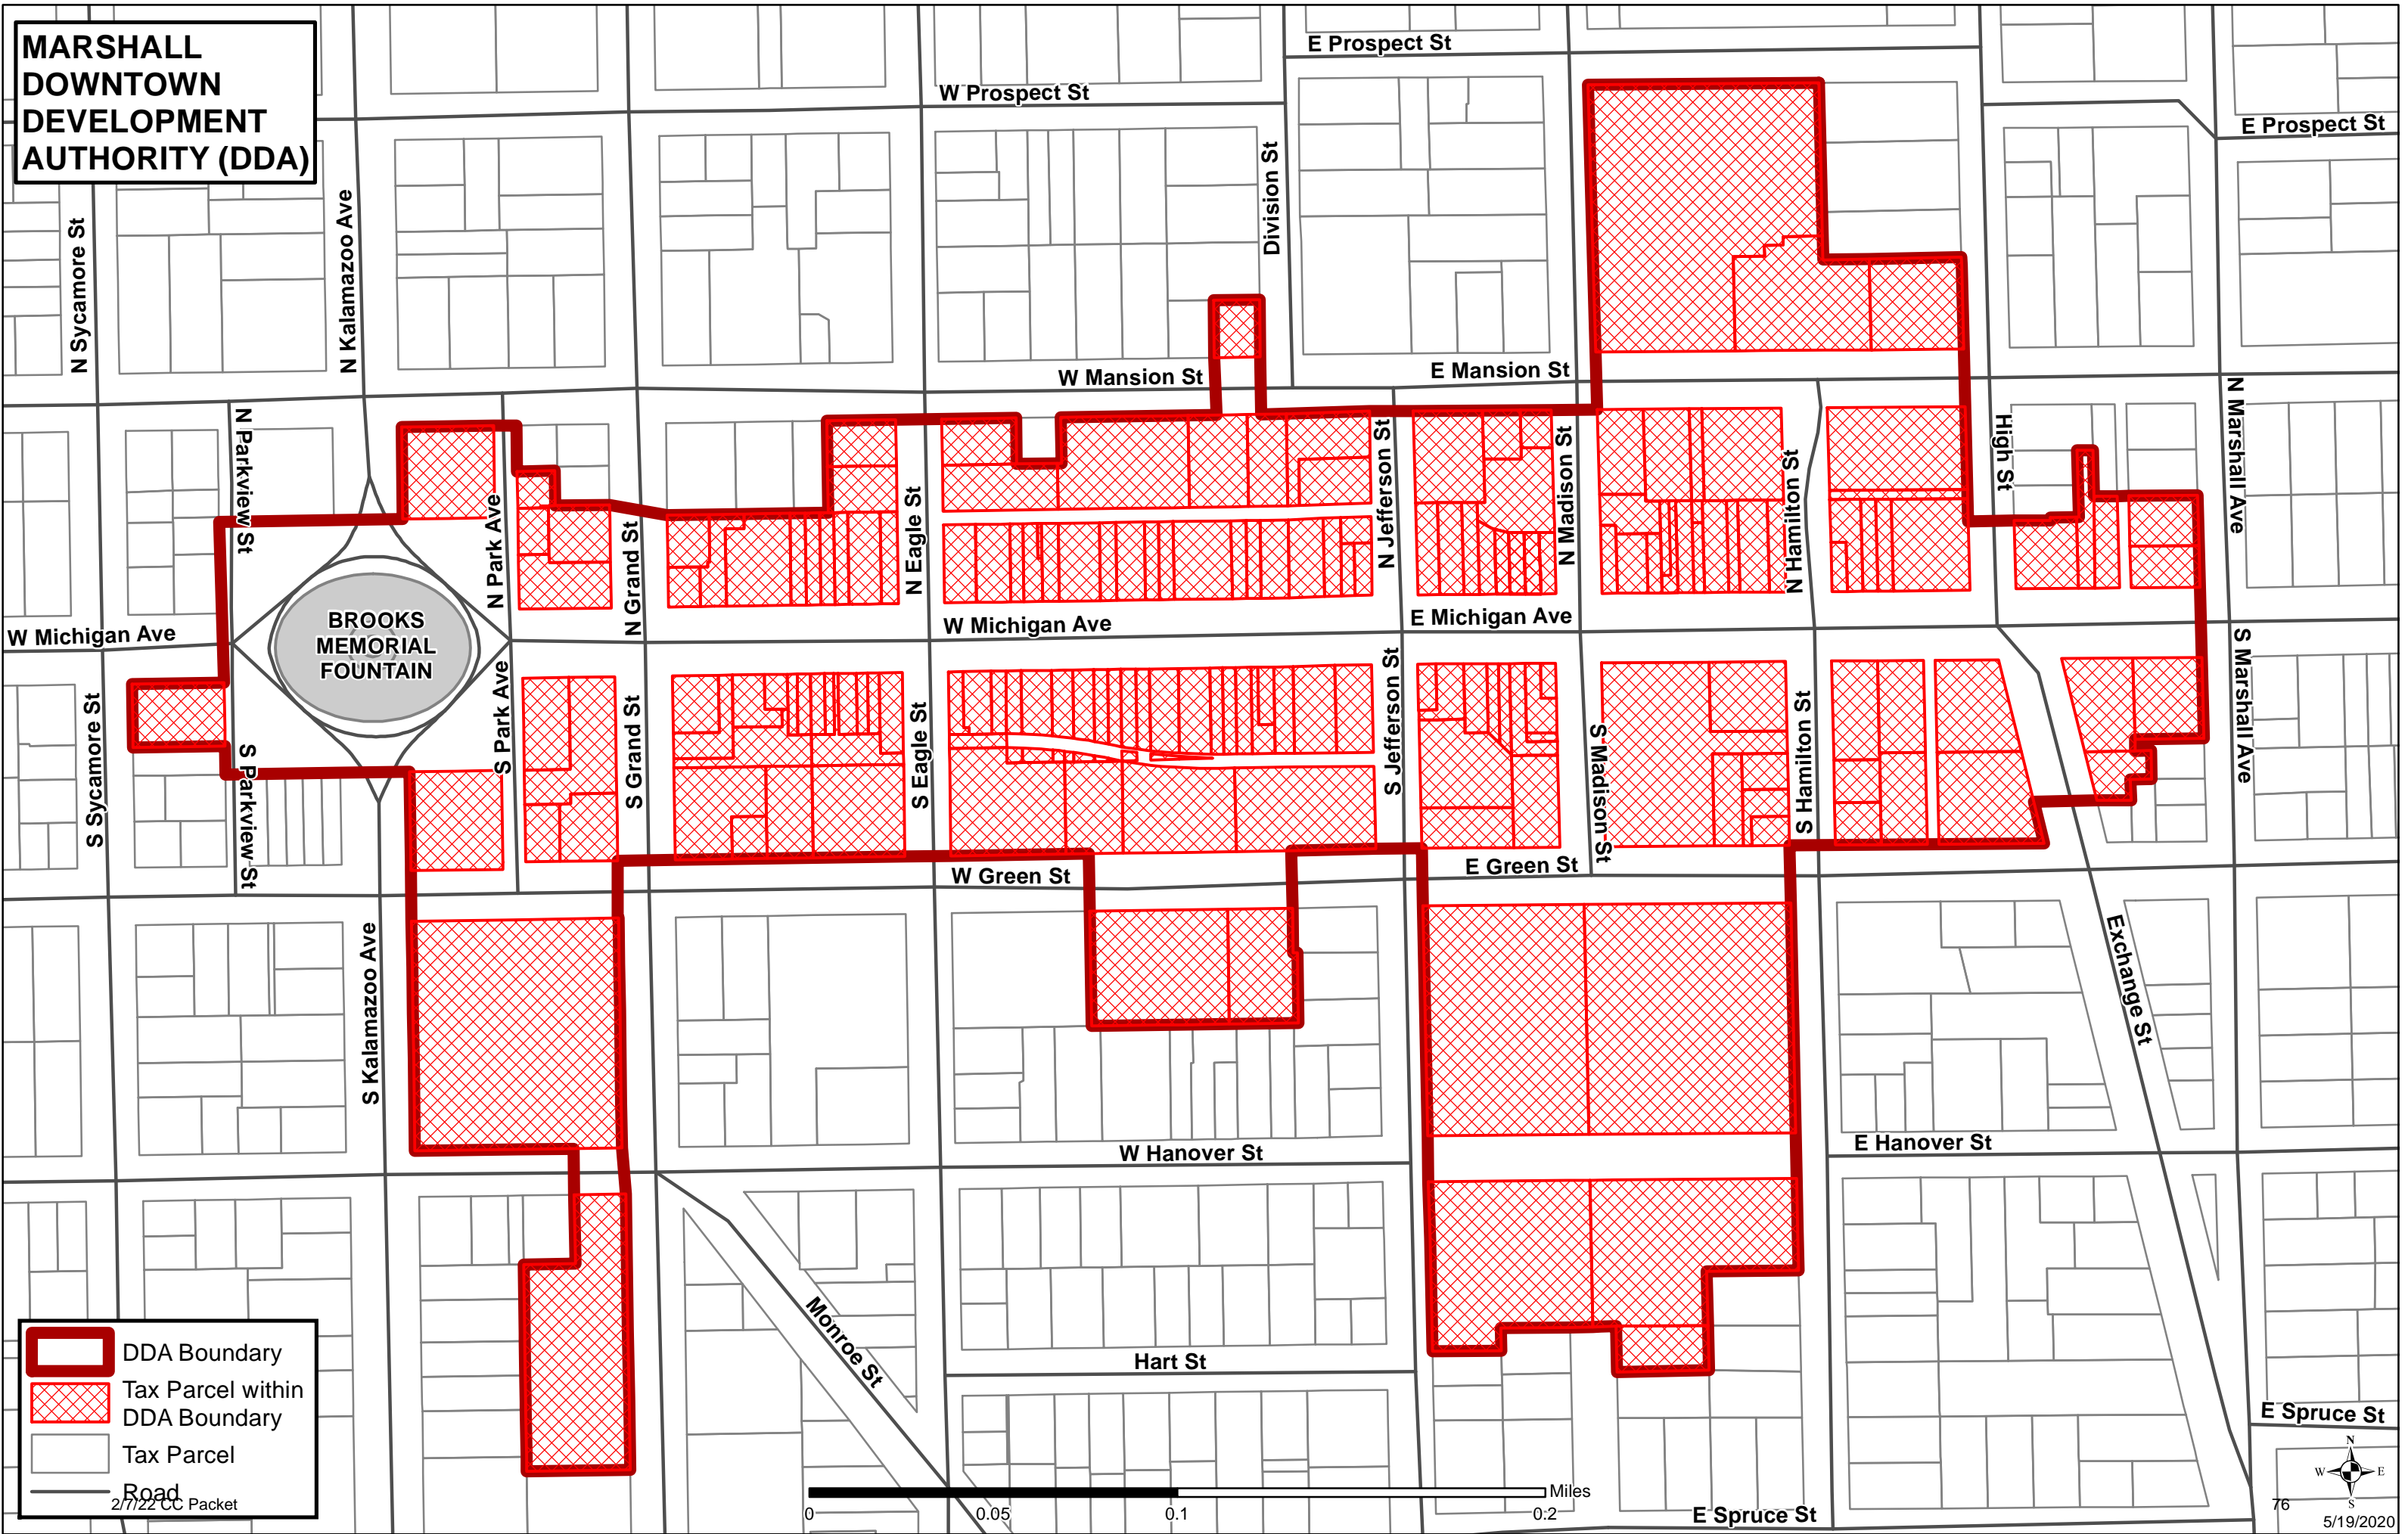 MARSHALL
DOWNTOWN
DEVELOPMENT
AUTHORITY (DDA)
E Prospect St
W Prospect St
E Prospect St
N Sycamore St
N Kalamazoo Ave
Division St
W Mansion St
E Mansion St
N Parkview St
N Park Ave
N Grand St
N Eagle St
N Jefferson St
N Madison St
N Hamilton St
High St
N Marshall Ave
BROOKS
MEMORIAL
FOUNTAIN
W Michigan Ave
W Michigan Ave
E Michigan Ave
S Sycamore St
S Parkview St
S Park Ave
S Grand St
S Eagle St
S Jefferson St
S Madison St
S Hamilton St
S Marshall Ave
W Green St
E Green St
S Kalamazoo Ave
Exchange St
W Hanover St
E Hanover St
Monroe St
Hart St
E Spruce St
E Spruce St
DDA Boundary
Tax Parcel within
DDA Boundary
Tax Parcel
Road
2/7/22 CC Packet
Miles
0 0.05 0.1 0.2
N
W E
S
76
5/19/2020